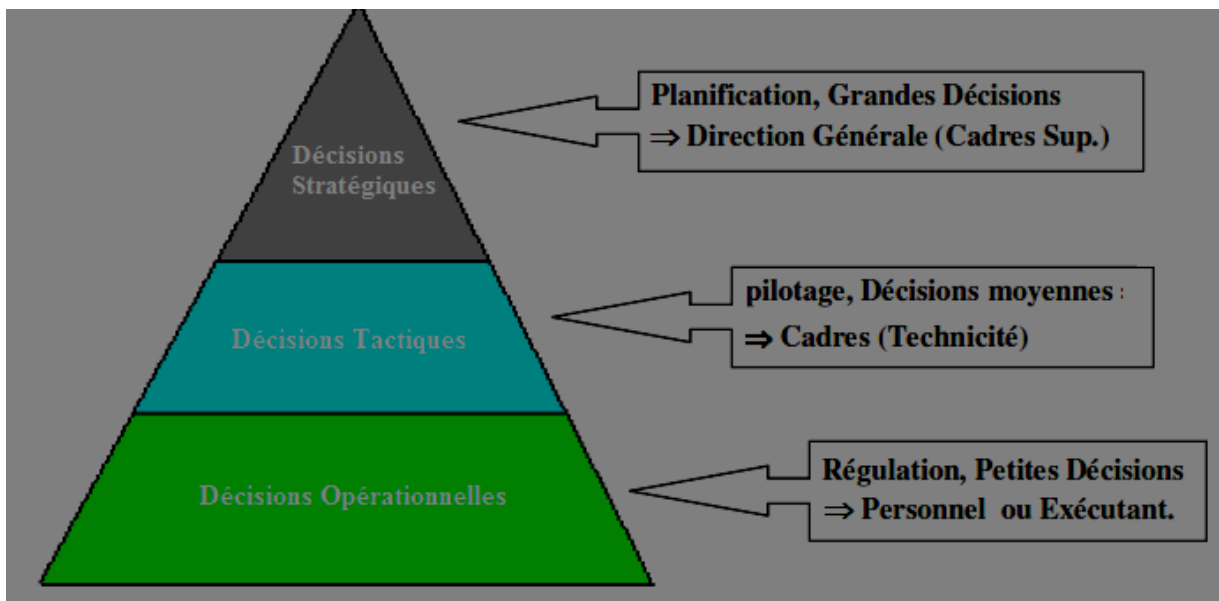 Planification, Grandes Décisions
⇒ Direction Générale (Cadres Sup.)
Décisions
Stratégiques
pilotage, Décisions moyennes :
⇒ Cadres (Technicité)
Décisions Tactiques
Régulation, Petites Décisions
⇒ Personnel ou Exécutant.
Décisions Opérationnelles